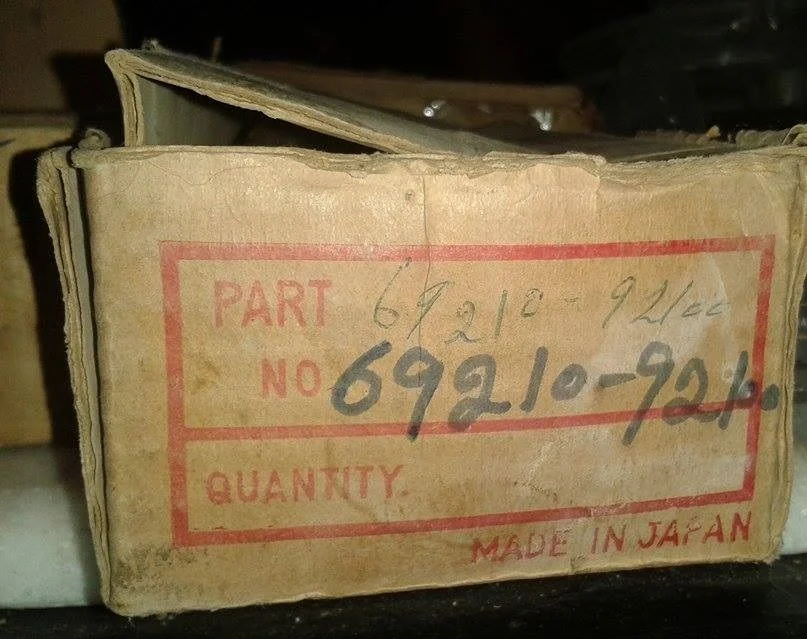 PART 69210-92100
NO 69210-92100
QUANTITY.
MADE IN JAPAN